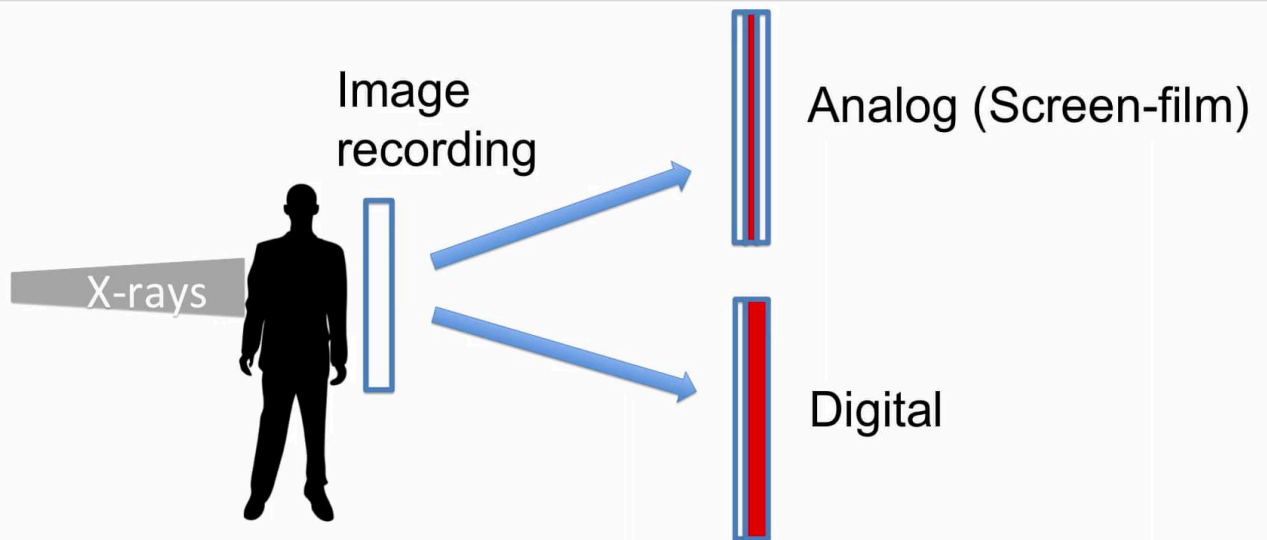 Image
recording
Analog (Screen-film)
X-rays
Digital